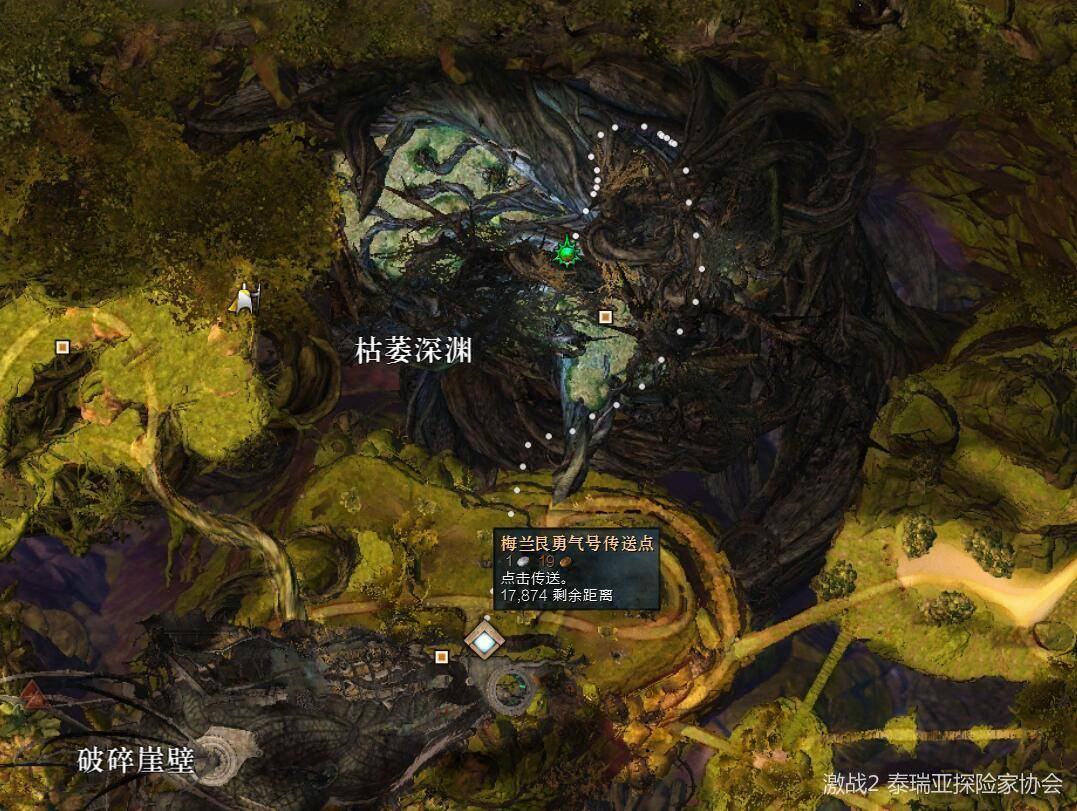 枯萎深渊
梅兰艮勇气号传送点
1 19
点击传送。
17,874 剩余距离
破碎崖壁
激战2 泰瑞亚探险家协会